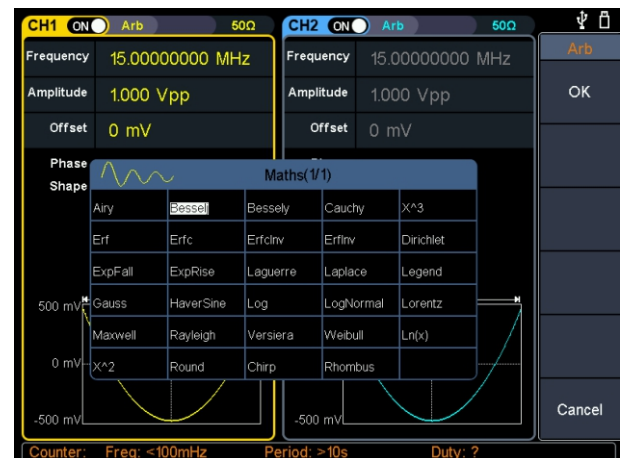 CH1 ON Arb 50Ω CH2 ON Arb 50Ω
Arb
Frequency 15.00000000 MHz Frequency 15.00000000 MHz
Amplitude 1.000 Vpp Amplitude 1.000 Vpp
OK
Offset 0 mV Offset 0 mV
Phase
Shape
Maths(1/1)
Airy Besselj Bessely Cauchy X^3
Erf Erfc ErfcInv ErfInv Dirichlet
ExpFall ExpRise Laguerre Laplace Legend
500 mV Gauss HaverSine Log LogNormal Lorentz
Maxwell Rayleigh Versiera Weibull Ln(x)
0 mV X^2 Round Chirp Rhombus
-500 mV -500 mV
Cancel
Counter: Freq: <100mHz Period: >10s Duty: ?